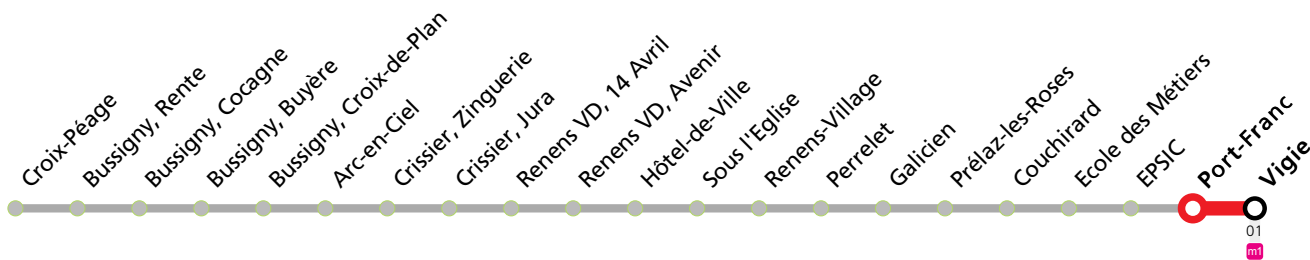 Croix-Péage
Bussigny, Rente
Bussigny, Cocagne
Bussigny, Buyère
Bussigny, Croix-de-Plan
Arc-en-Ciel
Crissier, Zinguerie
Crissier, Jura
Renens VD, 14 Avril
Renens VD, Avenir
Hôtel-de-Ville
Sous l'Eglise
Renens-Village
Perrelet
Galicien
Prélaz-les-Roses
Couchirard
Ecole des Métiers
EPSIC
Port-Franc
Vigie
01
m1